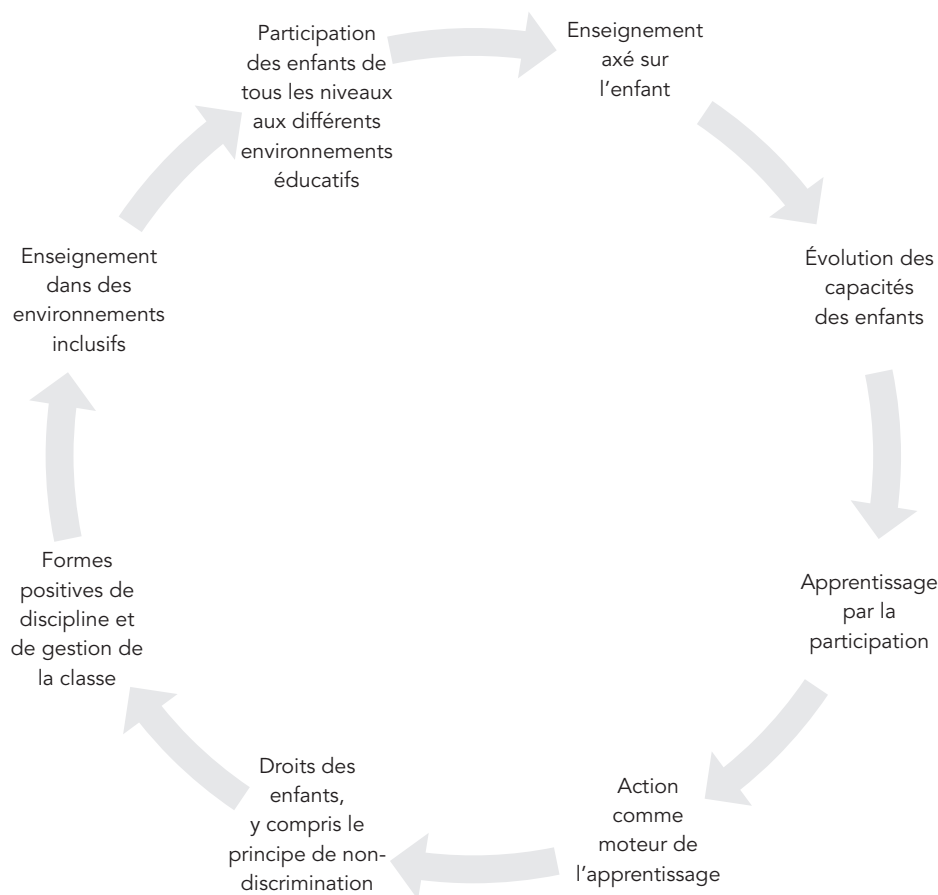 Participation
des enfants de
tous les niveaux
aux différents
environnements
éducatifs
Enseignement
axé sur
l'enfant
Évolution des
capacités
des enfants
Apprentissage
par la
participation
Action
comme
moteur de
l'apprentissage
Droits des
enfants,
y compris le
principe de non-
discrimination
Formes
positives de
discipline et
de gestion de
la classe
Enseignement
dans des
environnements
inclusifs